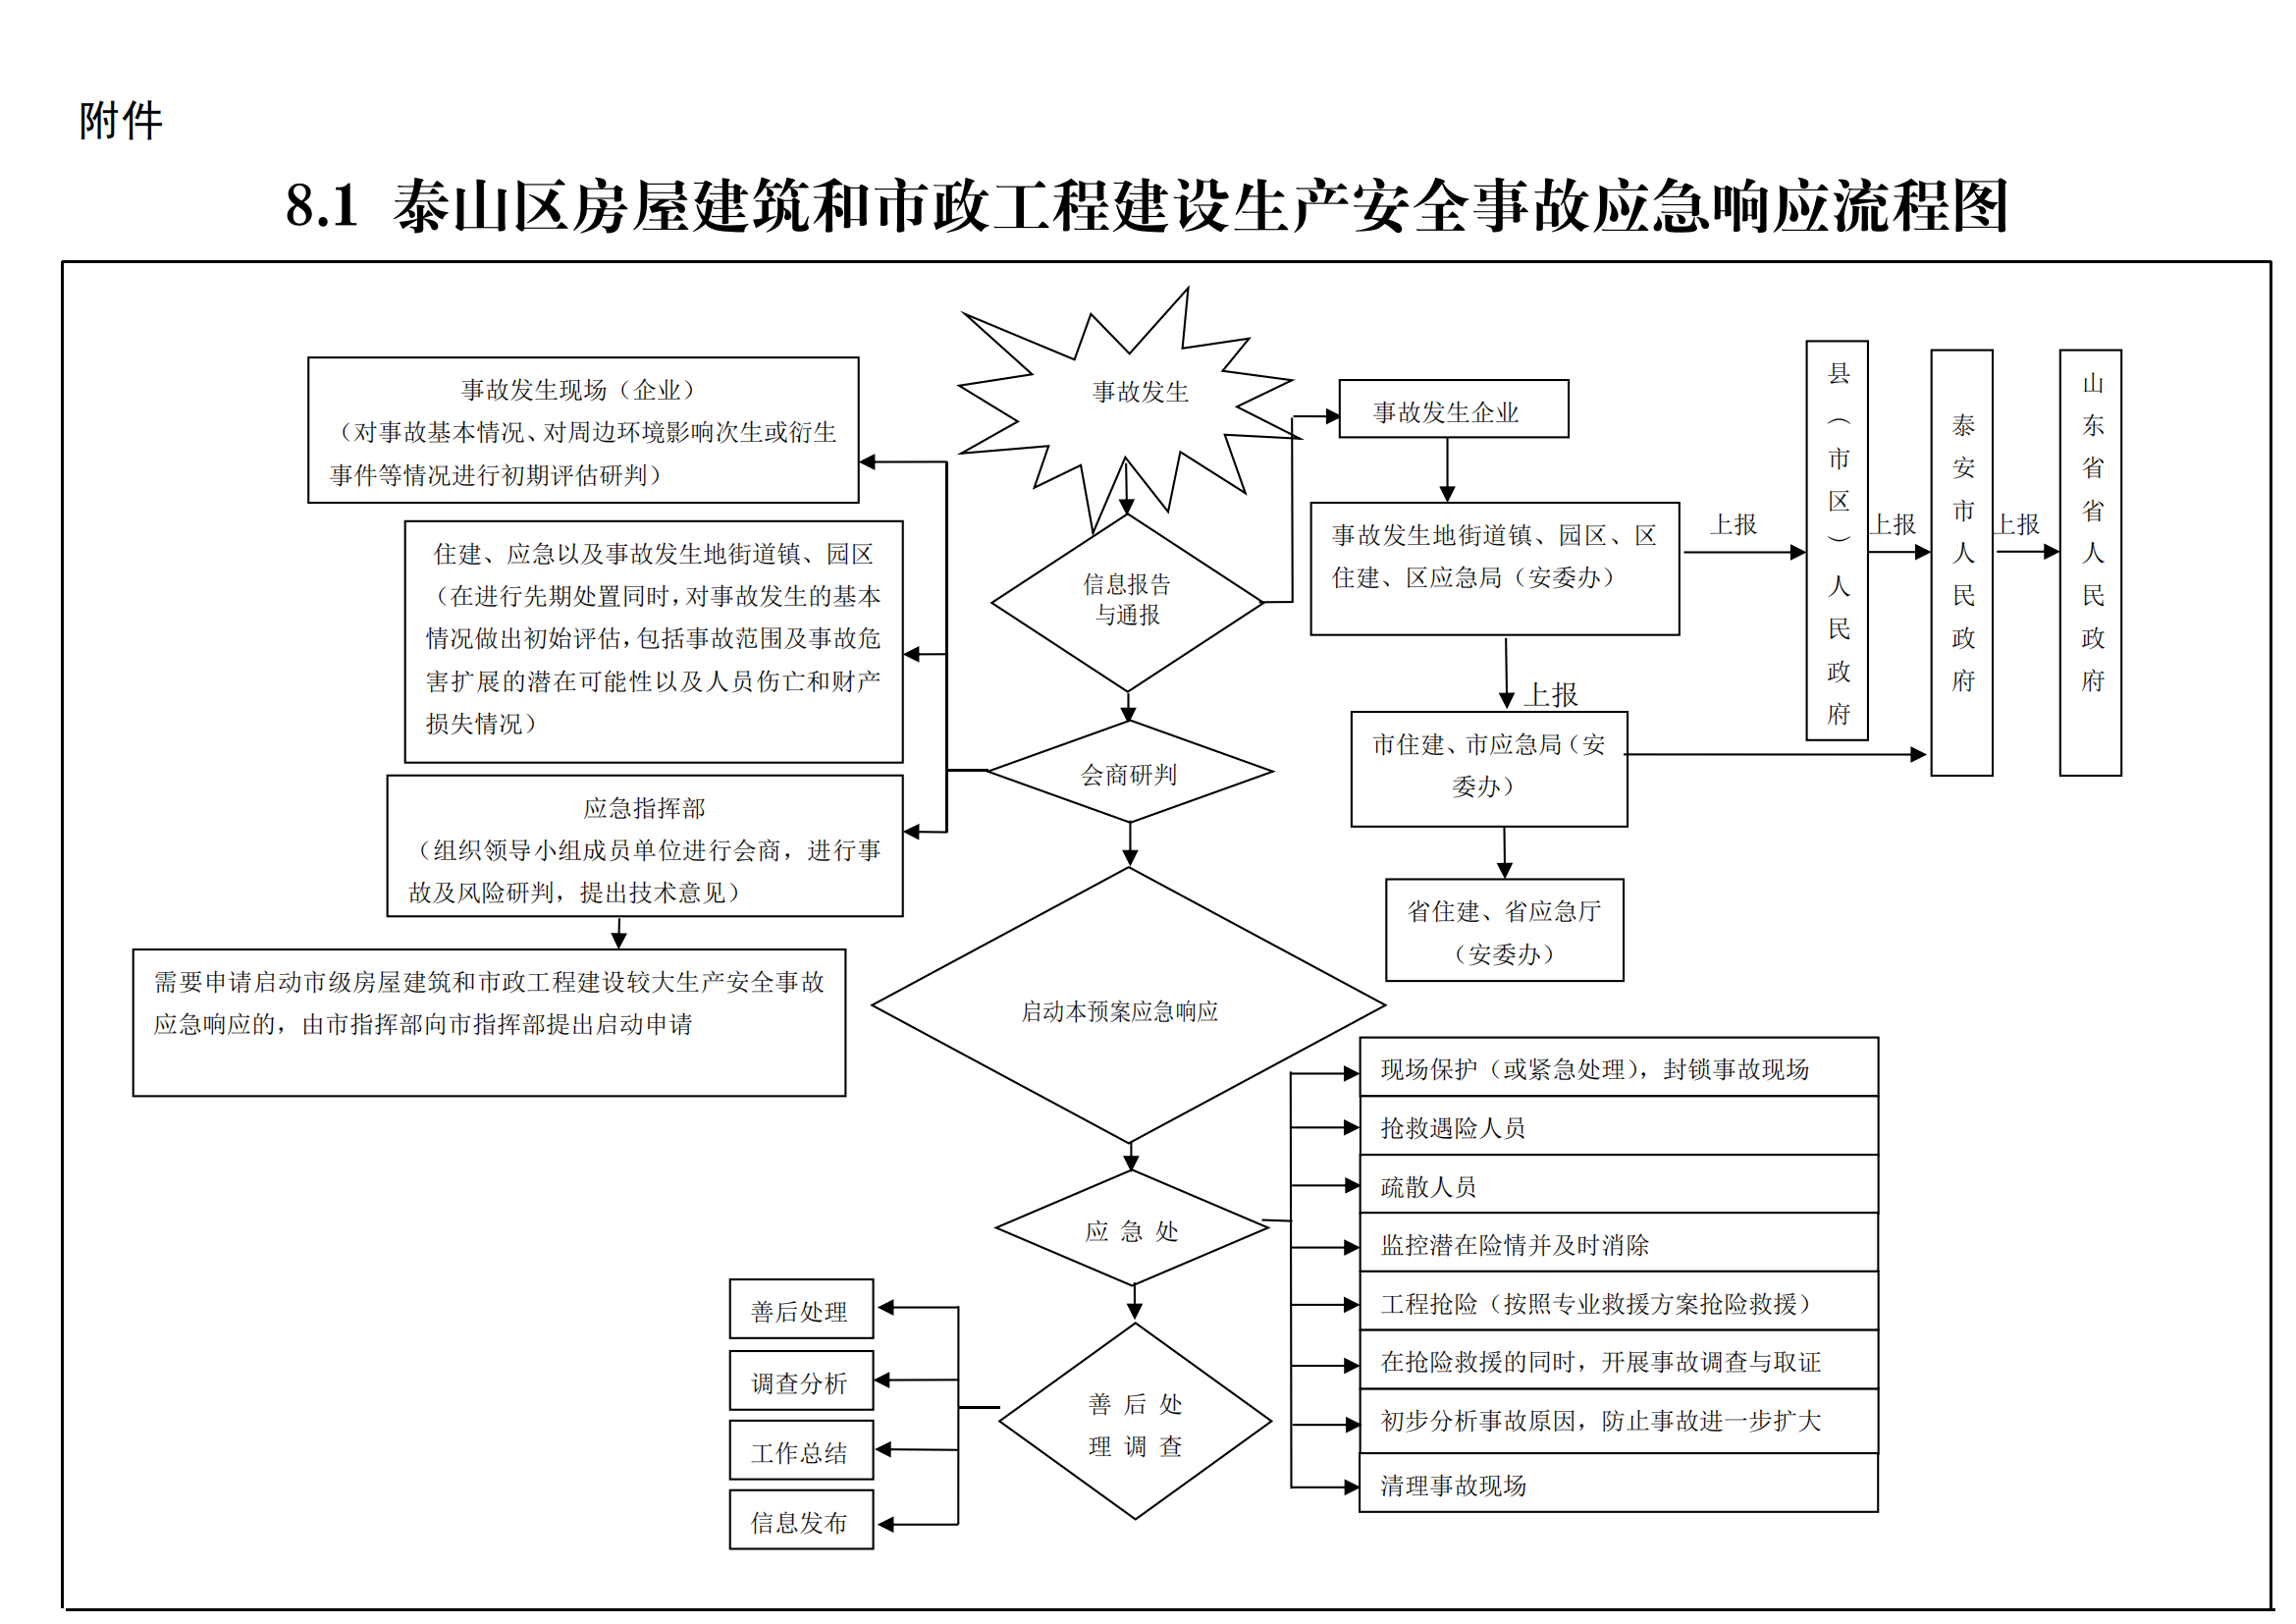 附件
8.1 泰山区房屋建筑和市政工程建设生产安全事故应急响应流程图
事故发生
事故发生现场（企业）
（对事故基本情况、对周边环境影响次生或衍生
事件等情况进行初期评估研判）
住建、应急以及事故发生地街道镇、园区
（在进行先期处置同时，对事故发生的基本
情况做出初始评估，包括事故范围及事故危
害扩展的潜在可能性以及人员伤亡和财产
损失情况）
应急指挥部
（组织领导小组成员单位进行会商，进行事
故及风险研判，提出技术意见）
需要申请启动市级房屋建筑和市政工程建设较大生产安全事故
应急响应的，由市指挥部向市指挥部提出启动申请
信息报告
与通报
会商研判
启动本预案应急响应
应 急 处
善 后 处
理 调 查
事故发生企业
事故发生地街道镇、园区、区
住建、区应急局（安委办）
上报
市住建、市应急局（安
委办）
省住建、省应急厅
（安委办）
上报
县（市区）人民政府
上报
泰安市人民政府
上报
山东省省人民政府
现场保护（或紧急处理），封锁事故现场
抢救遇险人员
疏散人员
监控潜在险情并及时消除
工程抢险（按照专业救援方案抢险救援）
在抢险救援的同时，开展事故调查与取证
初步分析事故原因，防止事故进一步扩大
清理事故现场
善后处理
调查分析
工作总结
信息发布